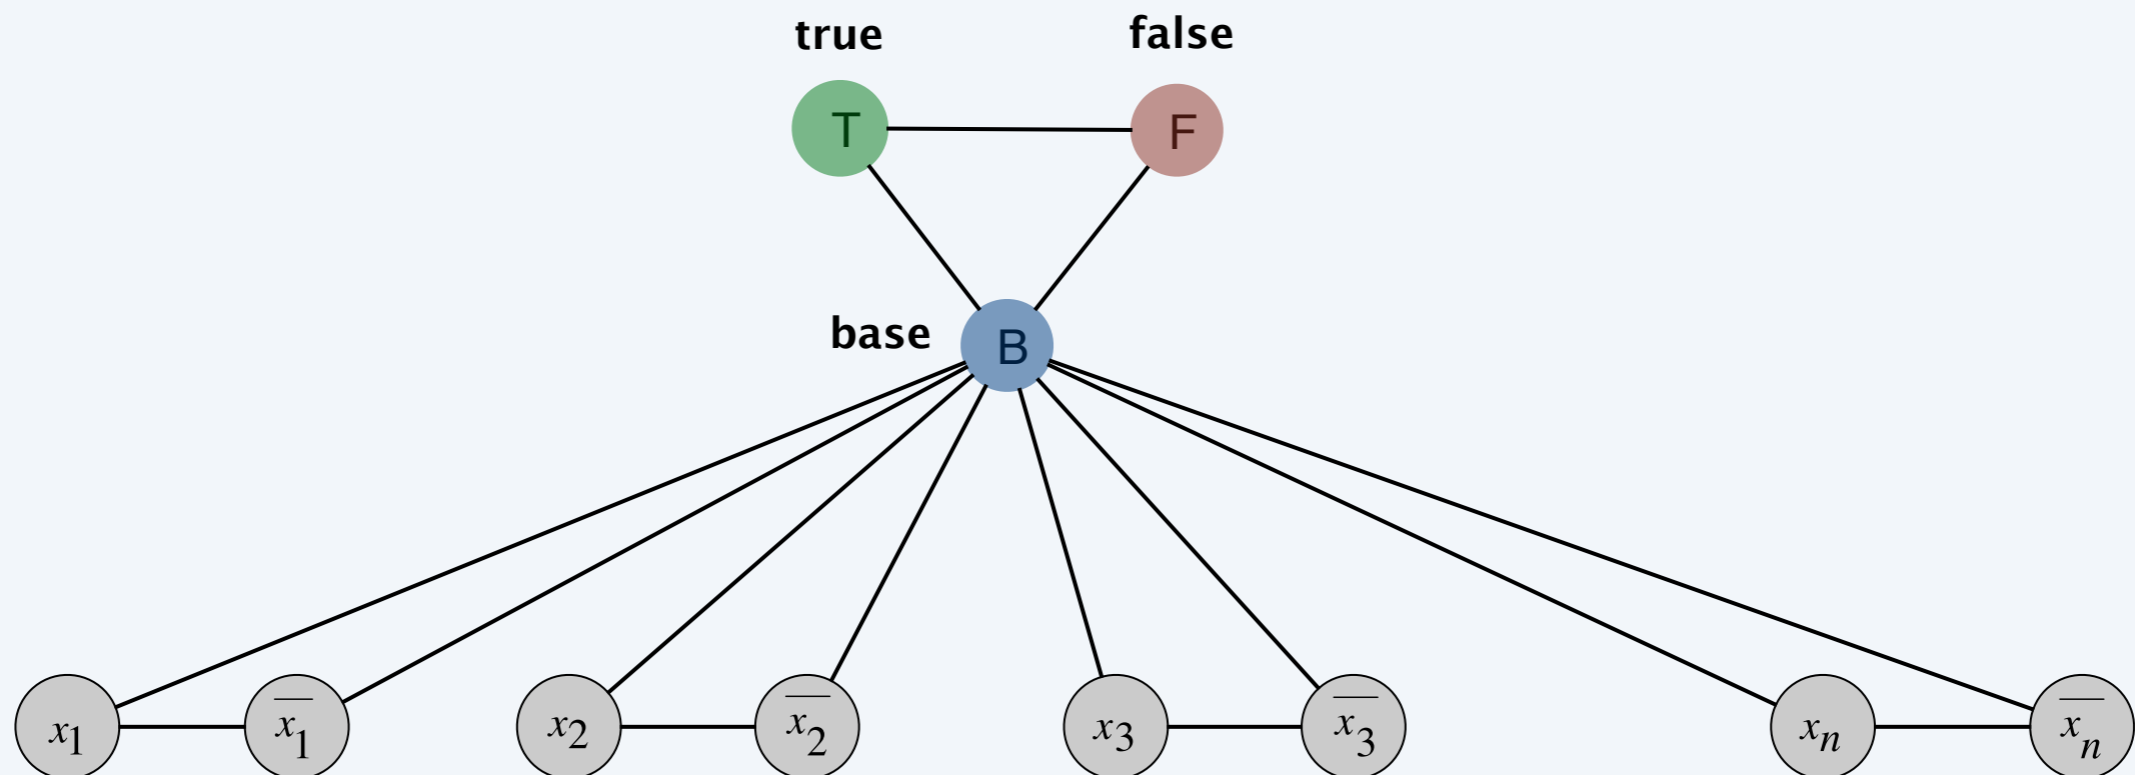 true false
T F
base B
x1 x̅1 x2 x̅2 x3 x̅3 xn x̅n